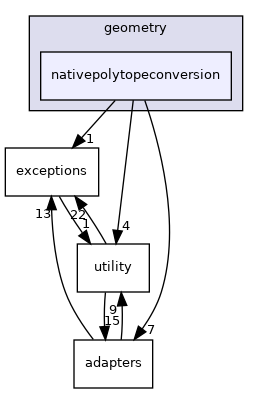 geometry
nativepolytopeconversion
1
exceptions
13
22
1
4
utility
9
15
7
adapters